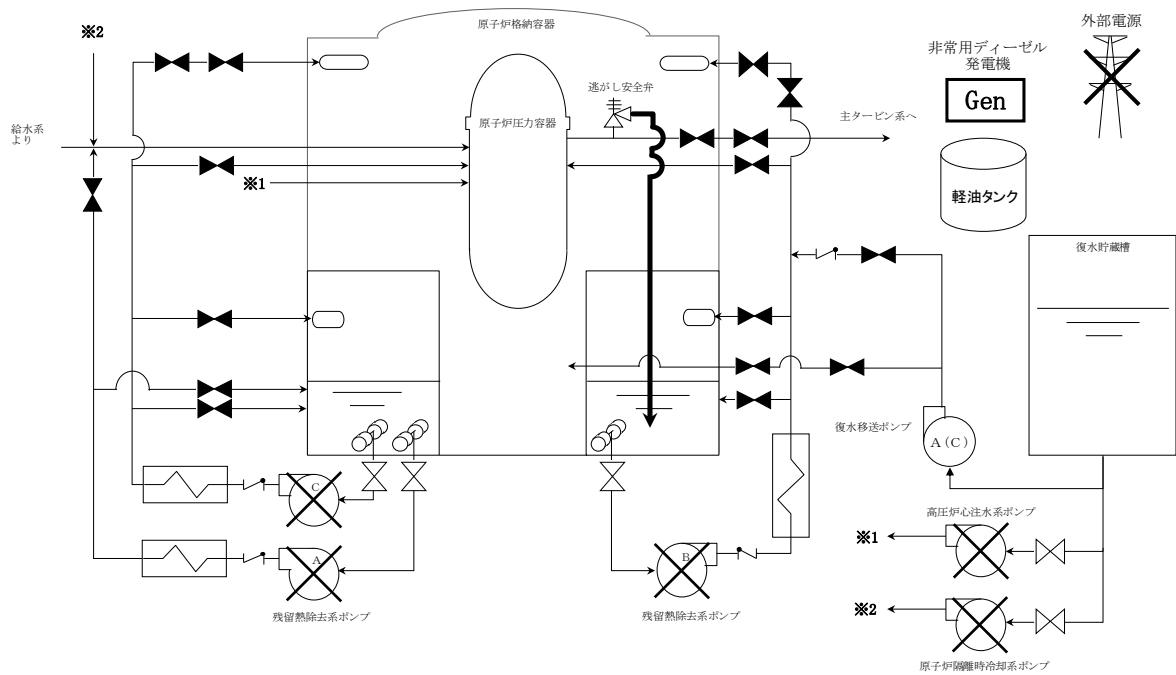 ※2
原子炉格納容器
外部電源
非常用ディーゼル
発電機
Gen
逃がし安全弁
給水系
より
原子炉圧力容器
主タービン系へ
※1
軽油タンク
復水貯蔵槽
復水移送ポンプ
A(C)
C
高圧炉心注水系ポンプ
※1
A
B
残留熱除去系ポンプ
残留熱除去系ポンプ
※2
原子炉隔離時冷却系ポンプ